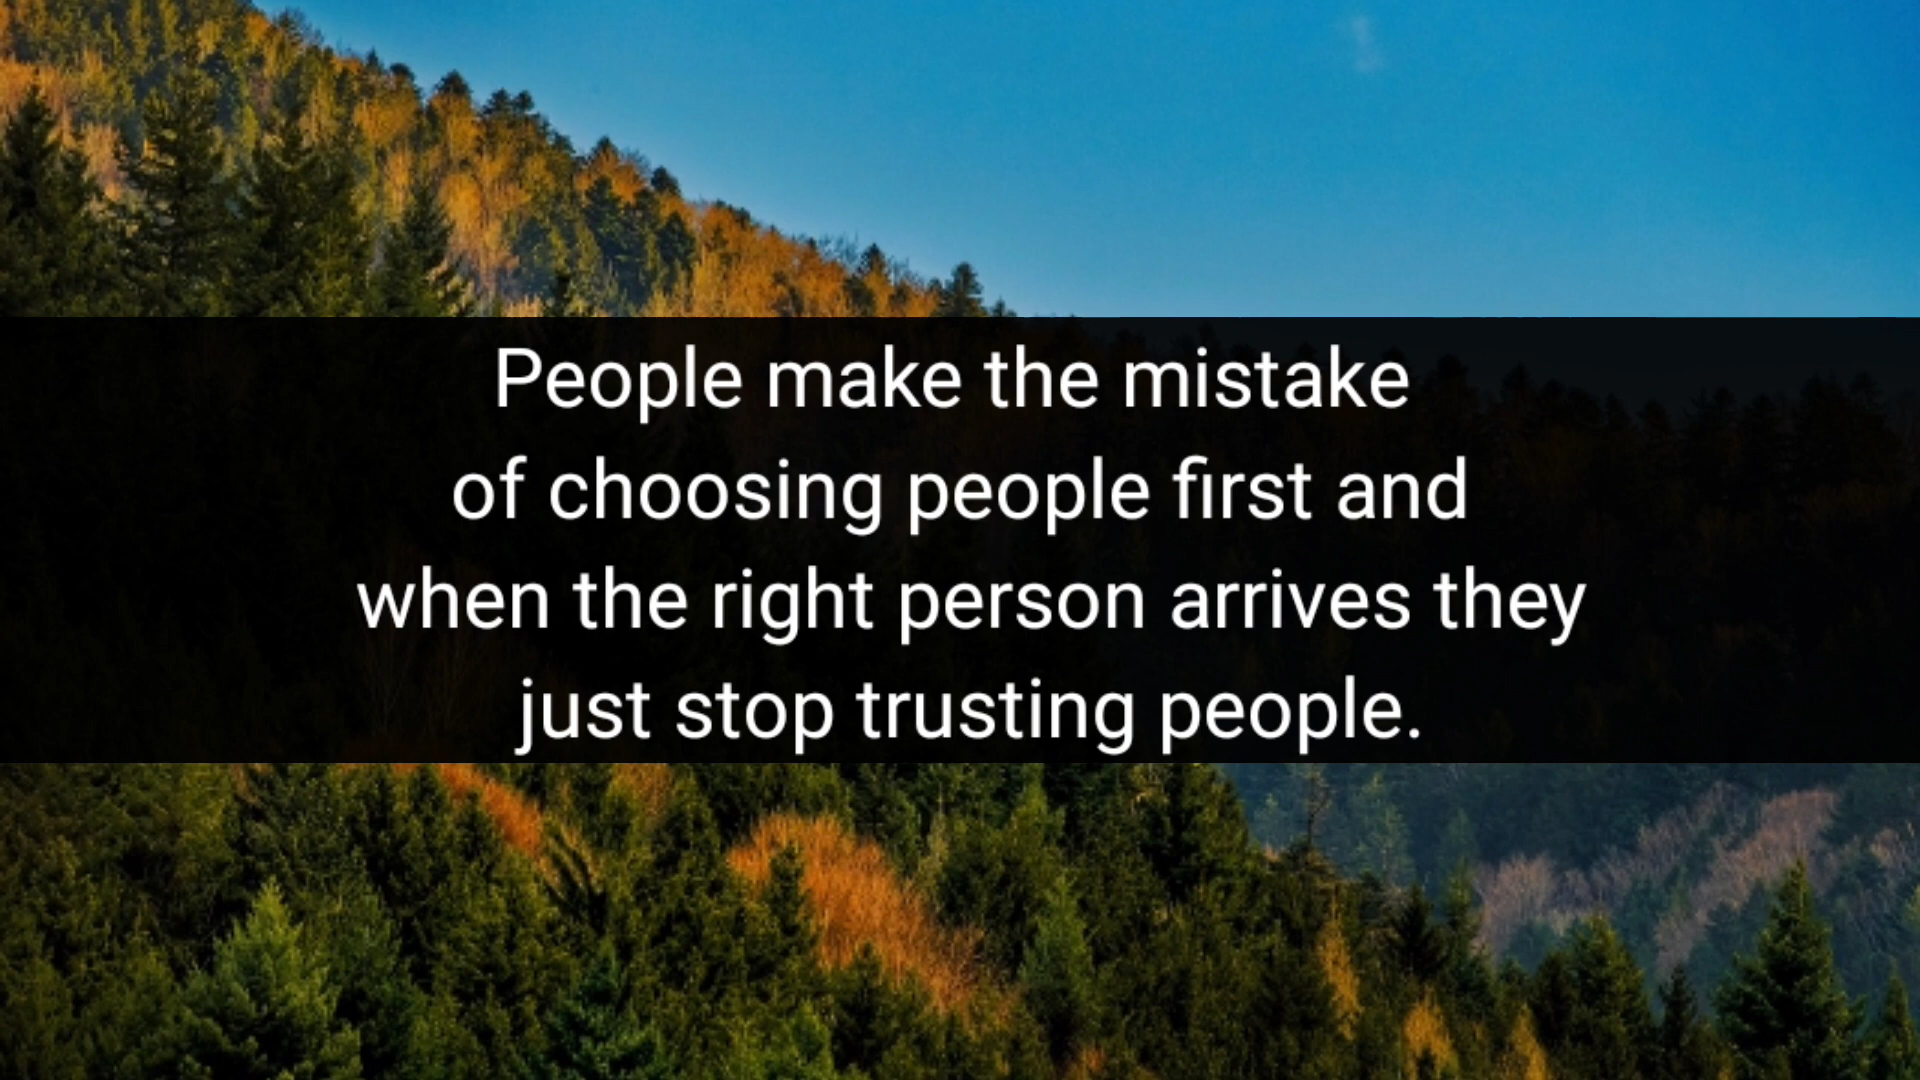 People make the mistake
of choosing people first and
when the right person arrives they
just stop trusting people.